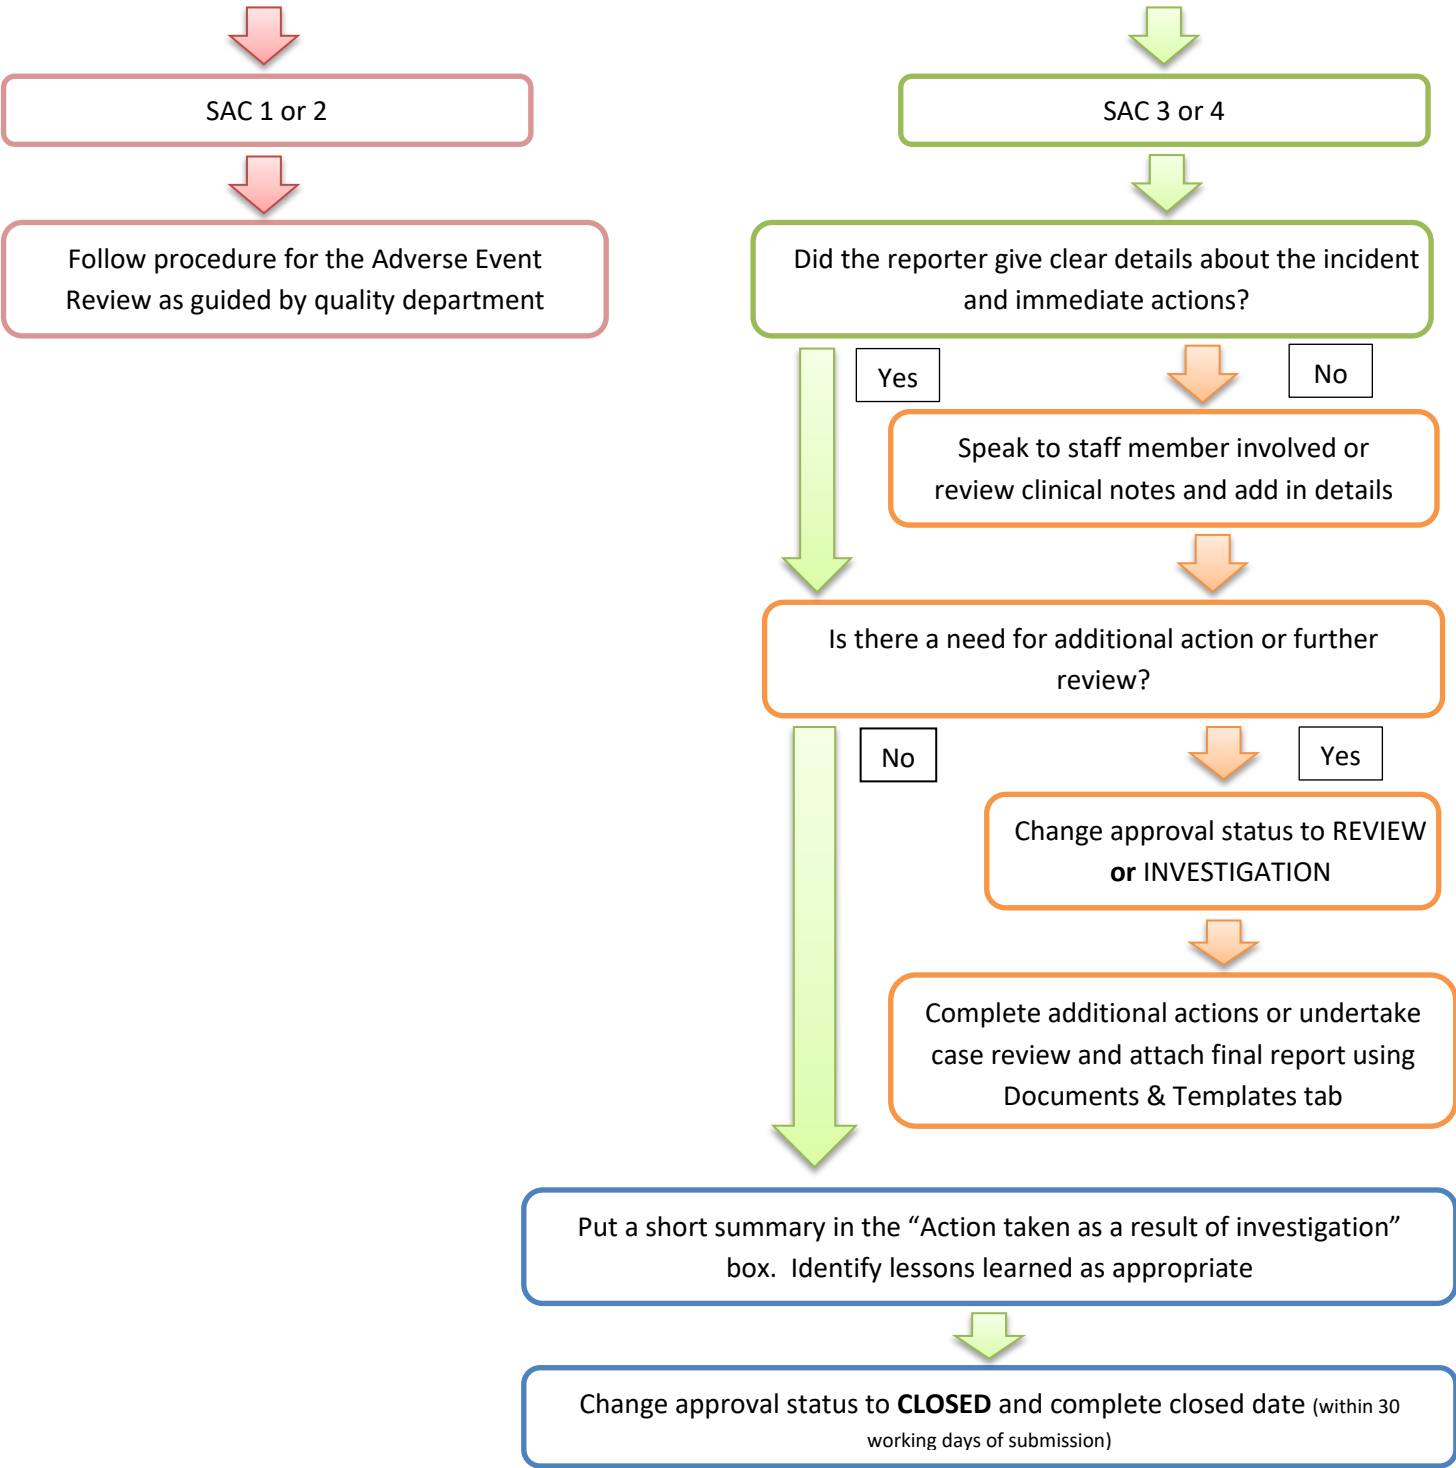 SAC 1 or 2
SAC 3 or 4
Follow procedure for the Adverse Event
Review as guided by quality department
Did the reporter give clear details about the incident
and immediate actions?
Yes
No
Speak to staff member involved or
review clinical notes and add in details
Is there a need for additional action or further
review?
No
Yes
Change approval status to REVIEW
or INVESTIGATION
Complete additional actions or undertake
case review and attach final report using
Documents & Templates tab
Put a short summary in the “Action taken as a result of investigation”
box.  Identify lessons learned as appropriate
Change approval status to CLOSED and complete closed date (within 30
working days of submission)